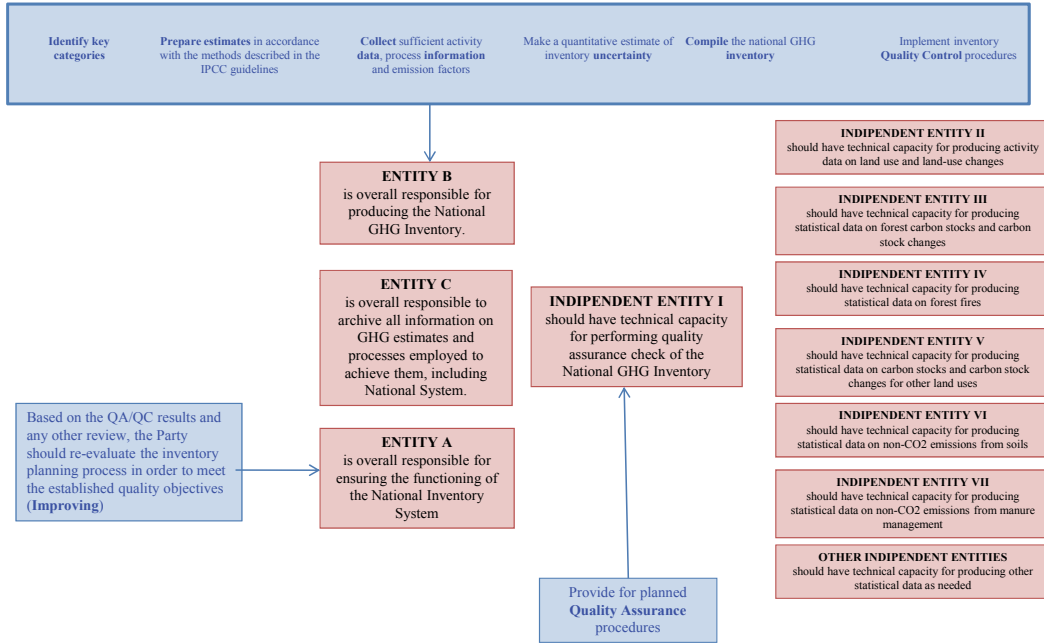 Identify key
categories
Prepare estimates in accordance
with the methods described in the
IPCC guidelines
Collect sufficient activity
data, process information
and emission factors
Make a quantitative estimate of
inventory uncertainty
Compile the national GHG
inventory
Implement inventory
Quality Control procedures
ENTITY B
is overall responsible for
producing the National
GHG Inventory.
ENTITY C
is overall responsible to
archive all information on
GHG estimates and
processes employed to
achieve them, including
National System.
INDIPENDENT ENTITY I
should have technical capacity
for performing quality
assurance check of the
National GHG Inventory
Based on the QA/QC results and
any other review, the Party
should re-evaluate the inventory
planning process in order to meet
the established quality objectives
(Improving)
ENTITY A
is overall responsible for
ensuring the functioning of
the National Inventory
System
Provide for planned
Quality Assurance
procedures
INDIPENDENT ENTITY II
should have technical capacity for producing activity
data on land use and land-use changes
INDIPENDENT ENTITY III
should have technical capacity for producing
statistical data on forest carbon stocks and carbon
stock changes
INDIPENDENT ENTITY IV
should have technical capacity for producing
statistical data on forest fires
INDIPENDENT ENTITY V
should have technical capacity for producing
statistical data on carbon stocks and carbon stock
changes for other land uses
INDIPENDENT ENTITY VI
should have technical capacity for producing
statistical data on non-CO2 emissions from soils
INDIPENDENT ENTITY VII
should have technical capacity for producing
statistical data on non-CO2 emissions from manure
management
OTHER INDIPENDENT ENTITIES
should have technical capacity for producing other
statistical data as needed